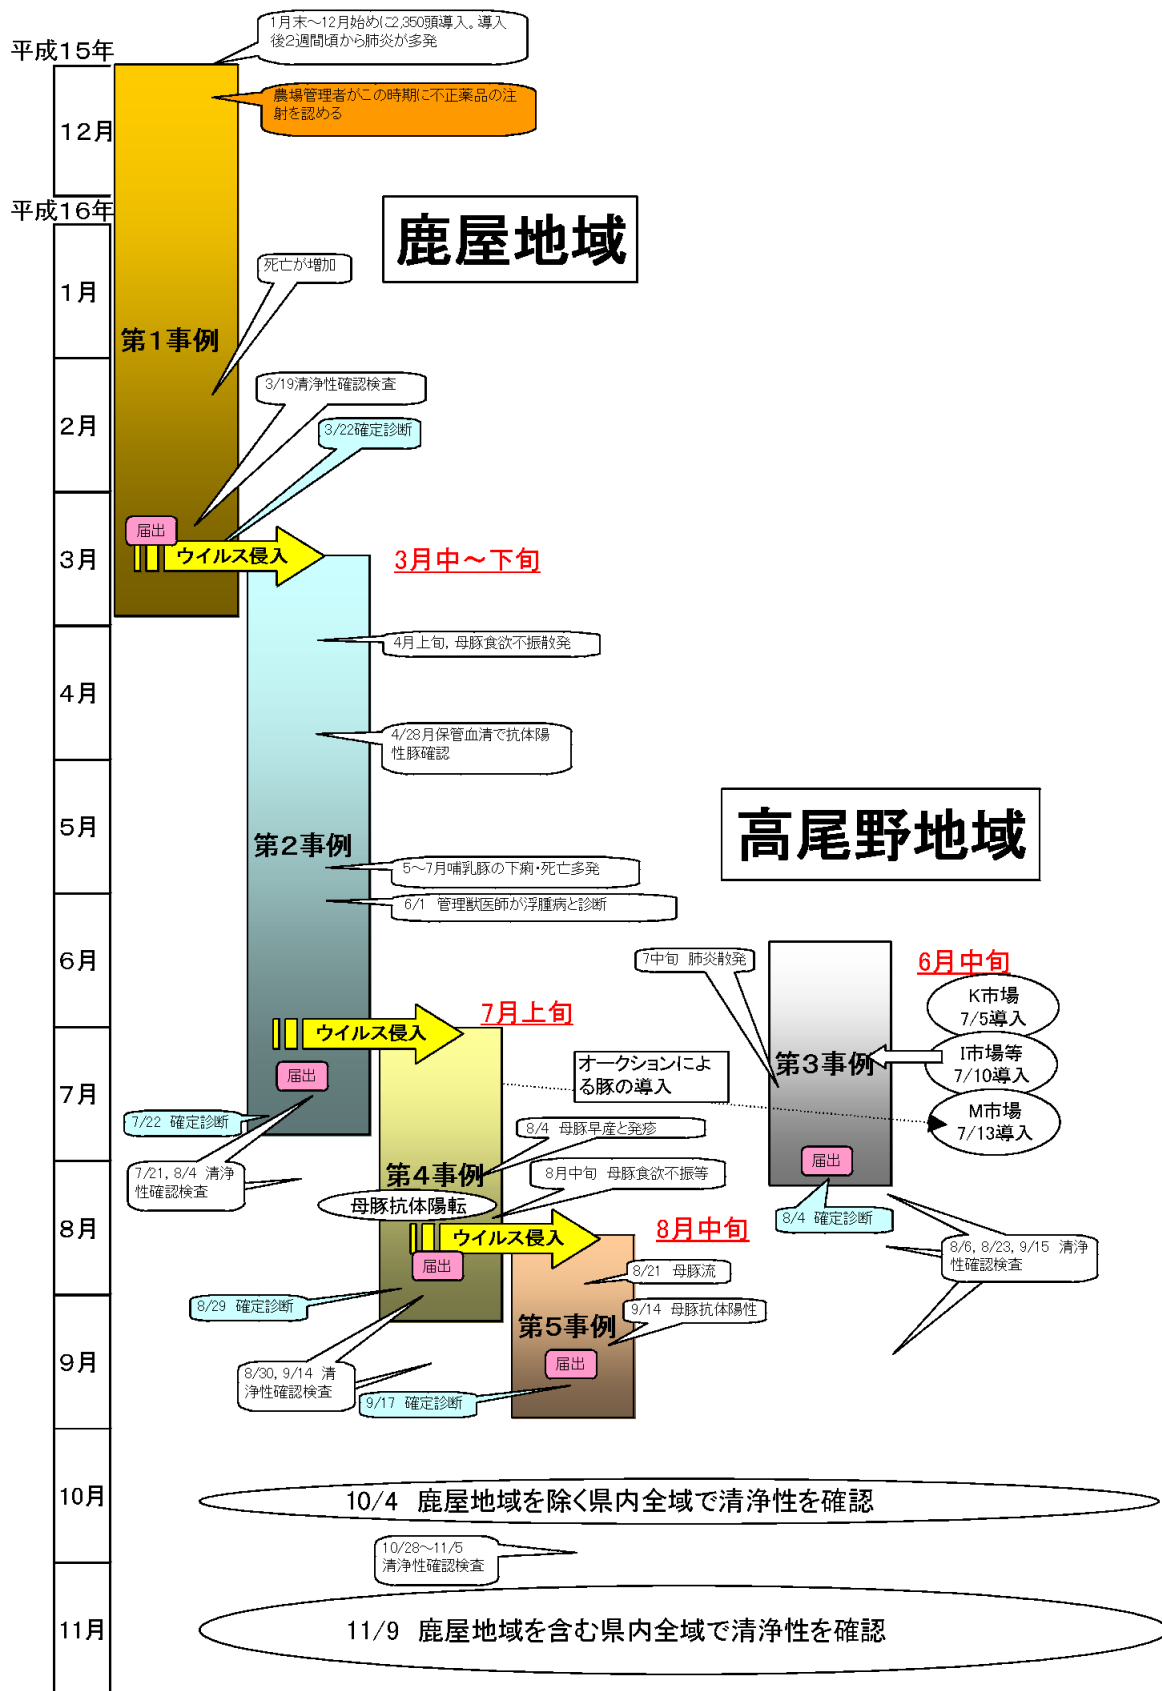 1月末～12月始めに2,350頭導入。導入
後2週間頃から肺炎が多発
平成15年
農場管理者がこの時期に不正薬品の注
射を認める
12月
平成16年
鹿屋地域
死亡が増加
1月
第1事例
3/19清浄性確認検査
2月
3/22確定診断
届出
3月
ウイルス侵入
3月中～下旬
4月上旬，母豚食欲不振散発
4月
4/28月保管血清で抗体陽
性豚確認
高尾野地域
5月
第2事例
5～7月哺乳豚の下痢・死亡多発
6/1 管理獣医師が浮腫病と診断
6月
7中旬 肺炎散発
6月中旬
K市場
7/5導入
7月上旬
ウイルス侵入
オークションによ
る豚の導入
第3事例
I市場等
7/10導入
届出
7月
M市場
7/13導入
7/22 確定診断
8/4 母豚早産と発疹
7/21，8/4 清浄
性確認検査
第4事例
8月中旬 母豚食欲不振等
届出
母豚抗体陽転
8月
8/4 確定診断
ウイルス侵入
8月中旬
8/6，8/23，9/15 清浄
性確認検査
届出
8/21 母豚流
8/29 確定診断
9/14 母豚抗体陽性
第5事例
9月
届出
8/30，9/14 清
浄性確認検査
9/17 確定診断
10月
10/4 鹿屋地域を除く県内全域で清浄性を確認
10/28～11/5
清浄性確認検査
11月
11/9 鹿屋地域を含む県内全域で清浄性を確認